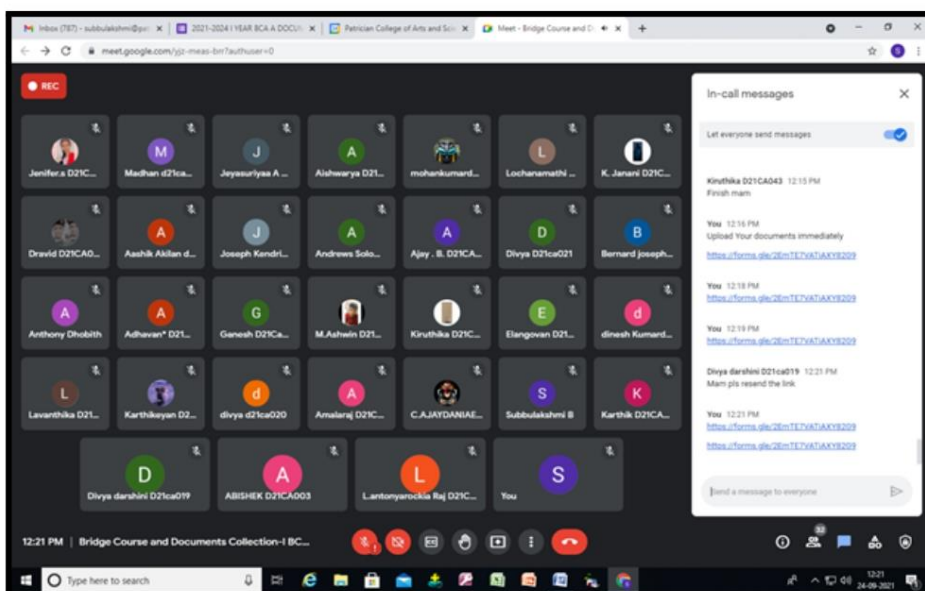 Inbox (787) - subbulakshmi@pat
2021-2024 I YEAR BCA A DOCU
Patrician College of Arts and Sci
Meet - Bridge Course and D
meet.google.com/yjz-meas-brr?authuser=0
S
REC
In-call messages
Let everyone send messages
Jenifer.s D21C...
M
Madhan d21ca...
J
Jeyasuriyaa A ...
A
Aishwarya D21...
mohankumard...
L
Lochanamathi ...
K. Janani D21C...
Kiruthika D21CA043 12:15 PM
Finish mam
Dravid D21CA0...
A
Aashik Akilan d...
J
Joseph Kendri...
A
Andrews Solo...
A
Ajay . B. D21CA...
D
Divya D21ca021
B
Bernard joseph...
You 12:16 PM
Upload Your documents immediately
https://forms.gle/2EmTE7VATiAXY8209
You 12:18 PM
https://forms.gle/2EmTE7VATiAXY8209
A
Anthony Dhobith
A
Adhavan* D21...
G
Ganesh D21Ca...
M.Ashwin D21...
Kiruthika D21C...
E
Elangovan D21...
d
dinesh Kumard...
You 12:19 PM
https://forms.gle/2EmTE7VATiAXY8209
Divya darshini D21ca019 12:21 PM
Mam pls resend the link
L
Lavanthika D21...
Karthikeyan D2...
d
divya d21ca020
A
Amalaraj D21C...
C.AJAYDANIAE...
S
Subbulakshmi B
K
Karthik D21CA...
You 12:21 PM
https://forms.gle/2EmTE7VATiAXY8209
https://forms.gle/2EmTE7VATiAXY8209
D
Divya darshini D21ca019
A
ABISHEK D21CA003
L
L.antonyarockia Raj D21C...
S
You
Send a message to everyone
12:21 PM | Bridge Course and Documents Collection-I BC...
32
Type here to search
12:21
24-09-2021